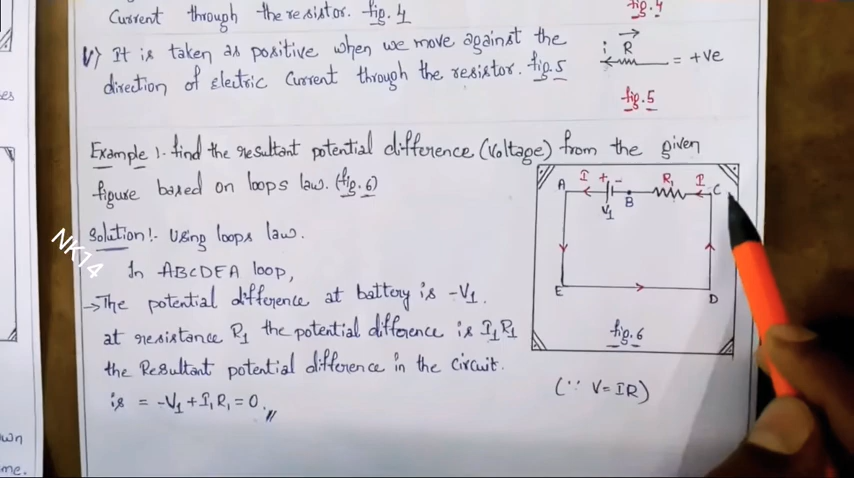 Current through the resistor. fig.4
fig.4
V) It is taken as positive when we move against the
direction of electric Current through the resistor. fig.5
i R = +ve
fig.5
Example 1. find the resultant potential difference (Voltage) from the given
figure based on loops law. (fig.6)
Solution!. Using loops law.
In ABCDEA loop,
→The potential difference at battery is -V1.
at resistance R1 the potential difference is I1R1
the Resultant potential difference in the circuit.
is = -V1 + I1R1 = 0.
A I + - V1 B R1 I C
E D
fig.6
(∵ V = IR)
NK14
own
me.